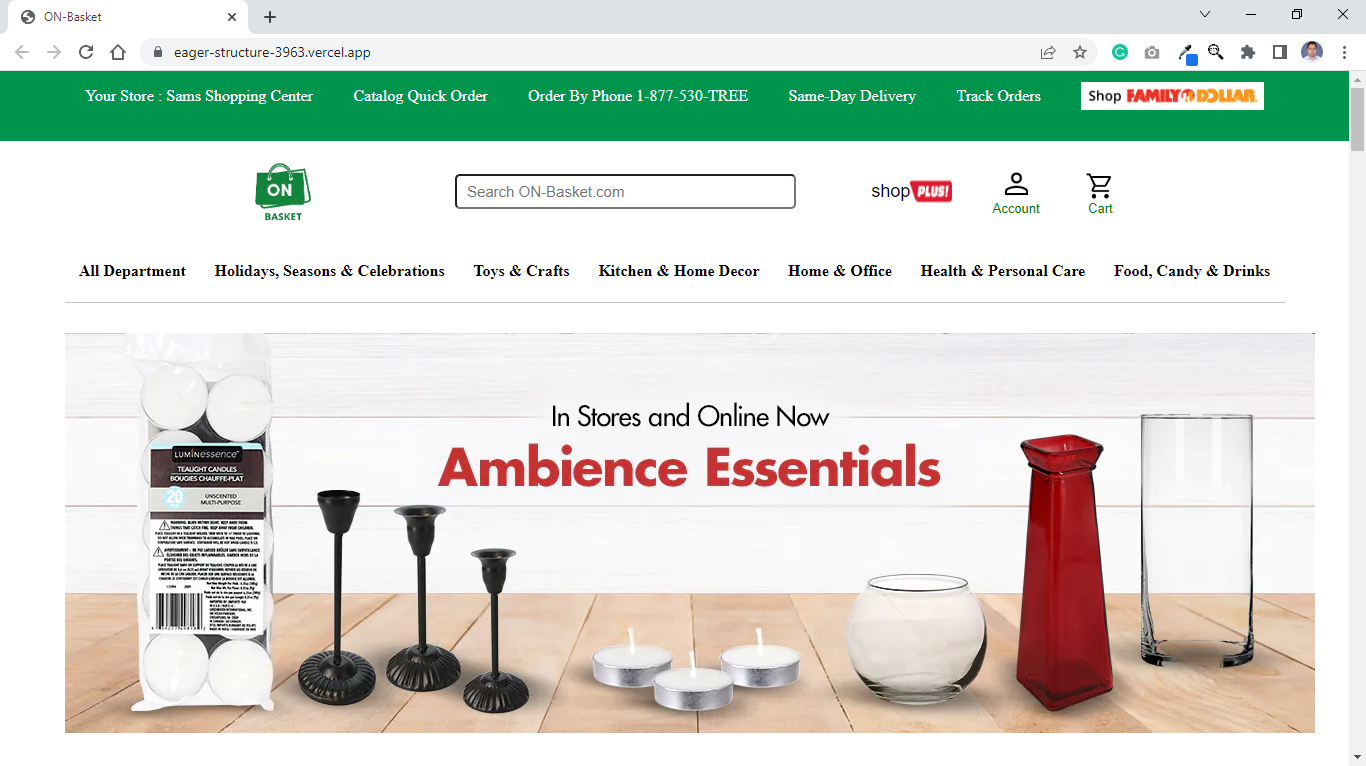 ON-Basket
eager-structure-3963.vercel.app
Your Store : Sams Shopping Center
Catalog Quick Order
Order By Phone 1-877-530-TREE
Same-Day Delivery
Track Orders
Shop FAMILY DOLLAR
ON
BASKET
Search ON-Basket.com
shop PLUS!
Account
Cart
All Department
Holidays, Seasons & Celebrations
Toys & Crafts
Kitchen & Home Decor
Home & Office
Health & Personal Care
Food, Candy & Drinks
In Stores and Online Now
Ambience Essentials
LUMINessence
TEALIGHT CANDLES
BOUGIES CHAUFFE-PLAT
20
UNSCENTED
MULTI-PURPOSE